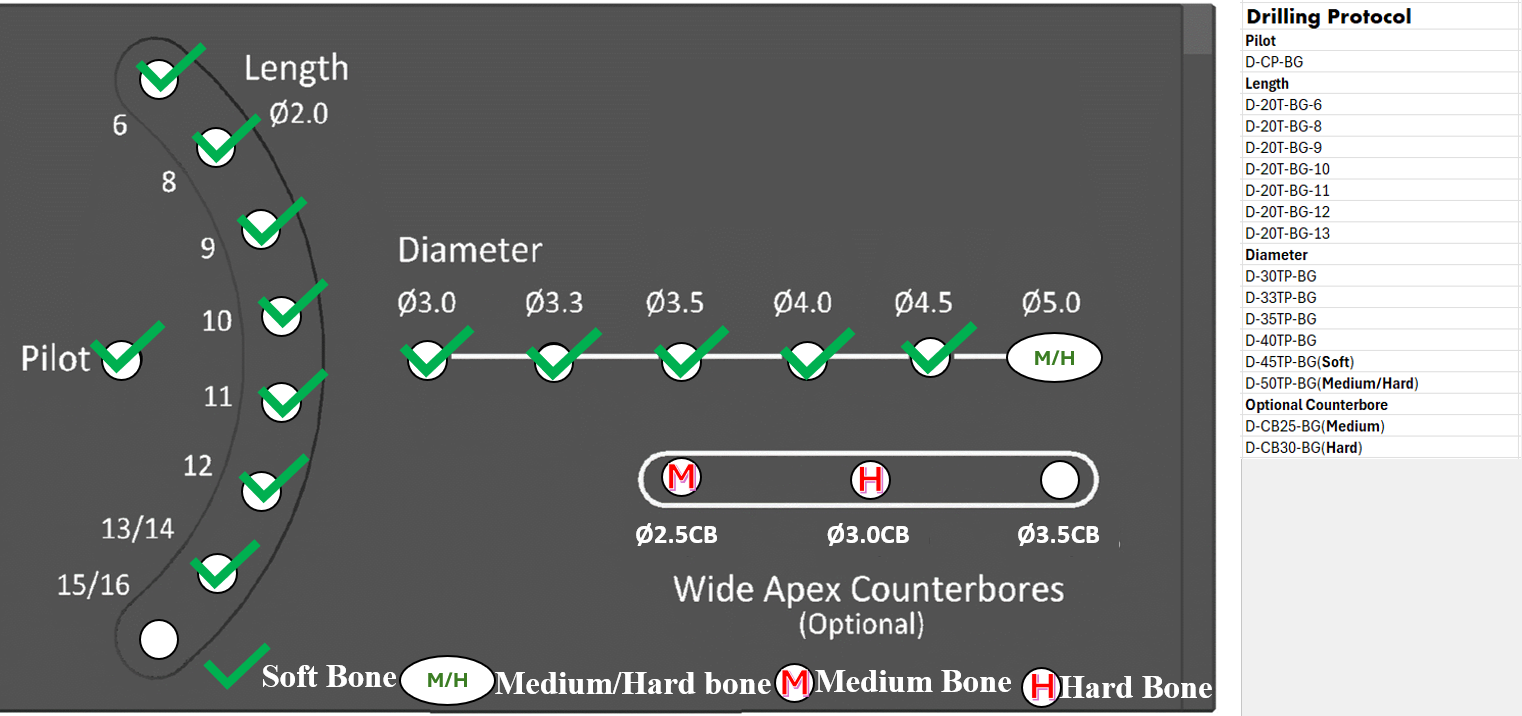 Length
Ø2.0
6
8
9
10
Pilot
11
12
13/14
15/16
Diameter
Ø3.0 Ø3.3 Ø3.5 Ø4.0 Ø4.5 Ø5.0
M/H
M H
Ø2.5CB Ø3.0CB Ø3.5CB
Wide Apex Counterbores
(Optional)
Soft Bone M/H Medium/Hard bone M Medium Bone H Hard Bone
Drilling Protocol
Pilot
D-CP-BG
Length
D-20T-BG-6
D-20T-BG-8
D-20T-BG-9
D-20T-BG-10
D-20T-BG-11
D-20T-BG-12
D-20T-BG-13
Diameter
D-30TP-BG
D-33TP-BG
D-35TP-BG
D-40TP-BG
D-45TP-BG(Soft)
D-50TP-BG(Medium/Hard)
Optional Counterbore
D-CB25-BG(Medium)
D-CB30-BG(Hard)